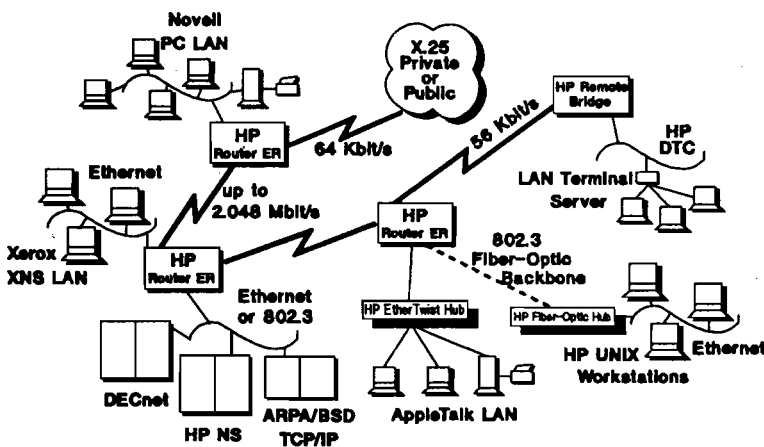 Novell
PC LAN
X.25
Private
or
Public
HP Remote
Bridge
HP
Router ER
64 Kbit/s
56 Kbit/s
HP
DTC
LAN Terminal
Server
Ethernet
up to
2.048 Mbit/s
HP
Router ER
802.3
Fiber-Optic
Backbone
Xerox
XNS LAN
HP
Router ER
Ethernet
or 802.3
HP EtherTwist Hub
HP Fiber-Optic Hub
HP UNIX
Workstations
Ethernet
DECnet
HP NS
ARPA/BSD
TCP/IP
AppleTalk LAN